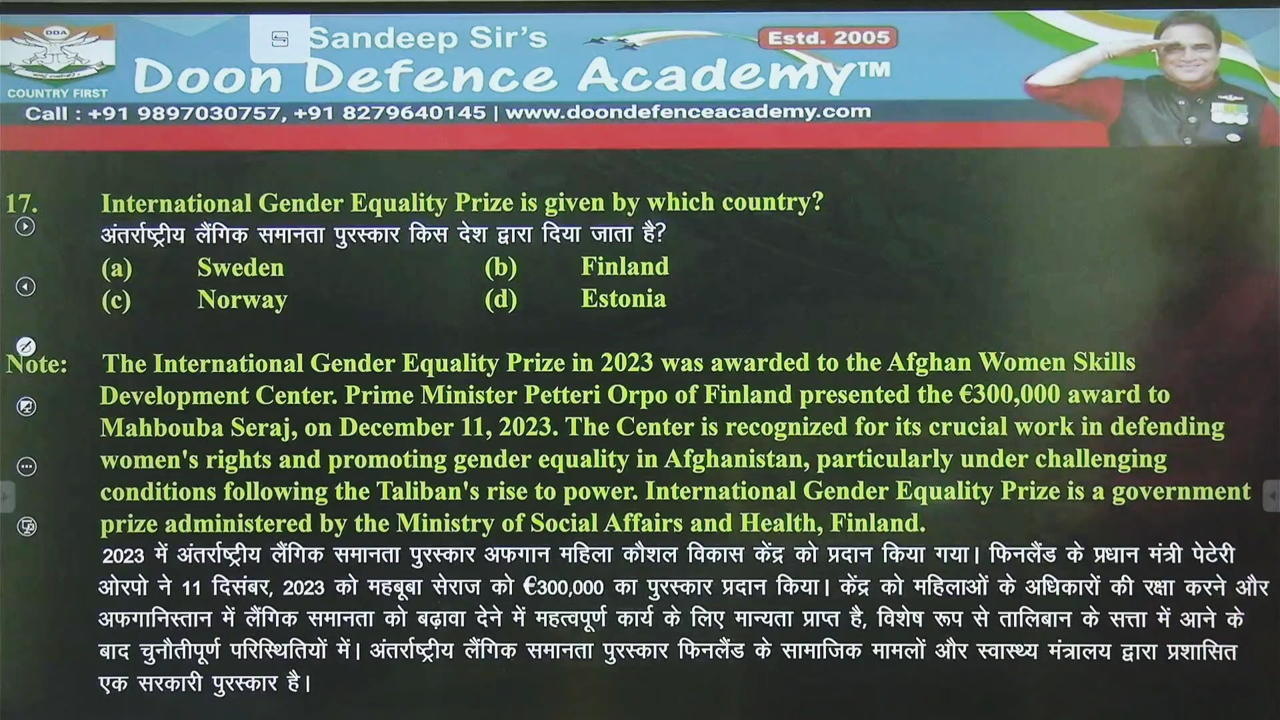 DDA
COUNTRY FIRST
Sandeep Sir's
Estd. 2005
Doon Defence Academy™
Call : +91 9897030757, +91 8279640145 | www.doondefenceacademy.com
17. International Gender Equality Prize is given by which country?
अंतर्राष्ट्रीय लैंगिक समानता पुरस्कार किस देश द्वारा दिया जाता है?
(a) Sweden (b) Finland
(c) Norway (d) Estonia
Note: The International Gender Equality Prize in 2023 was awarded to the Afghan Women Skills
Development Center. Prime Minister Petteri Orpo of Finland presented the €300,000 award to
Mahbouba Seraj, on December 11, 2023. The Center is recognized for its crucial work in defending
women's rights and promoting gender equality in Afghanistan, particularly under challenging
conditions following the Taliban's rise to power. International Gender Equality Prize is a government
prize administered by the Ministry of Social Affairs and Health, Finland.
2023 में अंतर्राष्ट्रीय लैंगिक समानता पुरस्कार अफगान महिला कौशल विकास केंद्र को प्रदान किया गया। फिनलैंड के प्रधान मंत्री पेटेरी
ओरपो ने 11 दिसंबर, 2023 को महबूबा सेराज को €300,000 का पुरस्कार प्रदान किया। केंद्र को महिलाओं के अधिकारों की रक्षा करने और
अफगानिस्तान में लैंगिक समानता को बढ़ावा देने में महत्वपूर्ण कार्य के लिए मान्यता प्राप्त है, विशेष रूप से तालिबान के सत्ता में आने के
बाद चुनौतीपूर्ण परिस्थितियों में। अंतर्राष्ट्रीय लैंगिक समानता पुरस्कार फिनलैंड के सामाजिक मामलों और स्वास्थ्य मंत्रालय द्वारा प्रशासित
एक सरकारी पुरस्कार है।